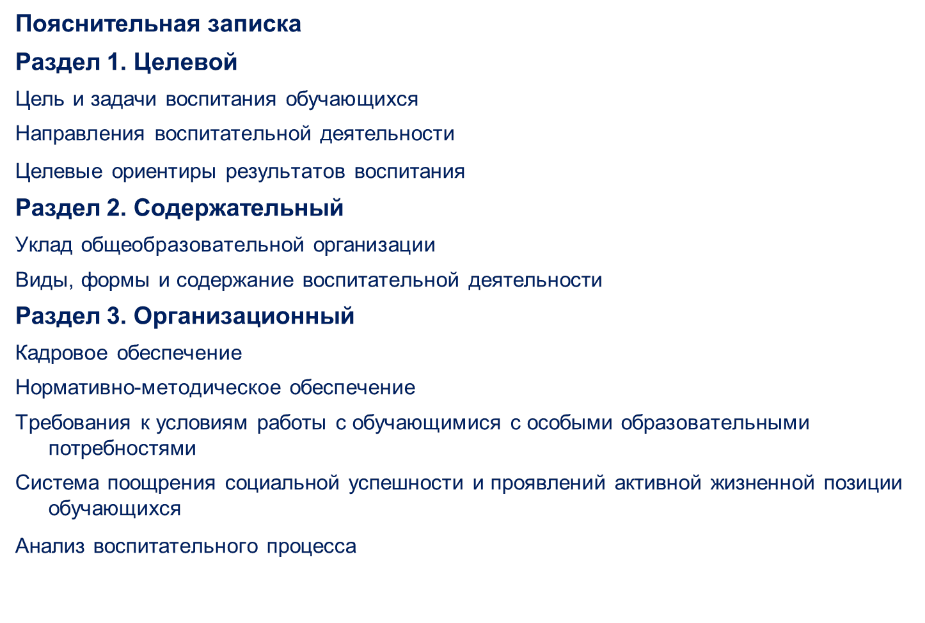 Пояснительная записка
Раздел 1. Целевой
Цель и задачи воспитания обучающихся
Направления воспитательной деятельности
Целевые ориентиры результатов воспитания
Раздел 2. Содержательный
Уклад общеобразовательной организации
Виды, формы и содержание воспитательной деятельности
Раздел 3. Организационный
Кадровое обеспечение
Нормативно-методическое обеспечение
Требования к условиям работы с обучающимися с особыми образовательными
потребностями
Система поощрения социальной успешности и проявлений активной жизненной позиции
обучающихся
Анализ воспитательного процесса